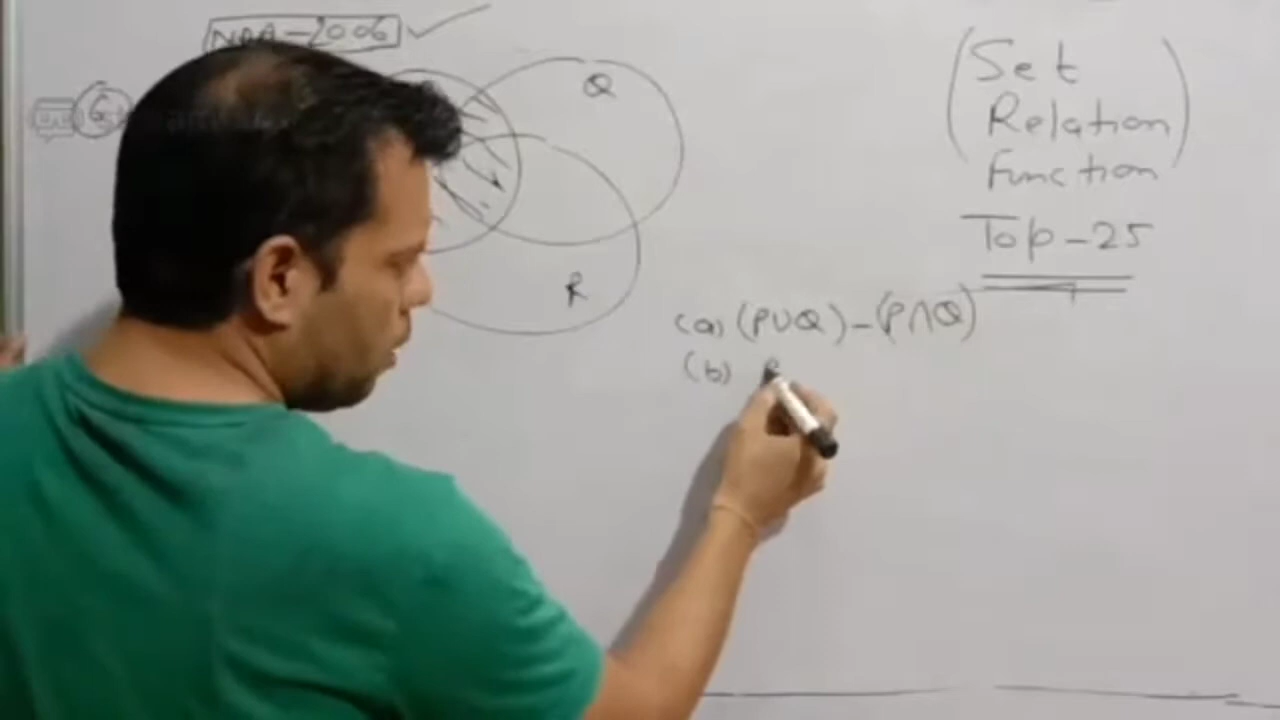 NDA-2006
Q
R
(Set
Relation)
Function
Top-25
(a) (P∪Q)-(P∩Q)
(b)